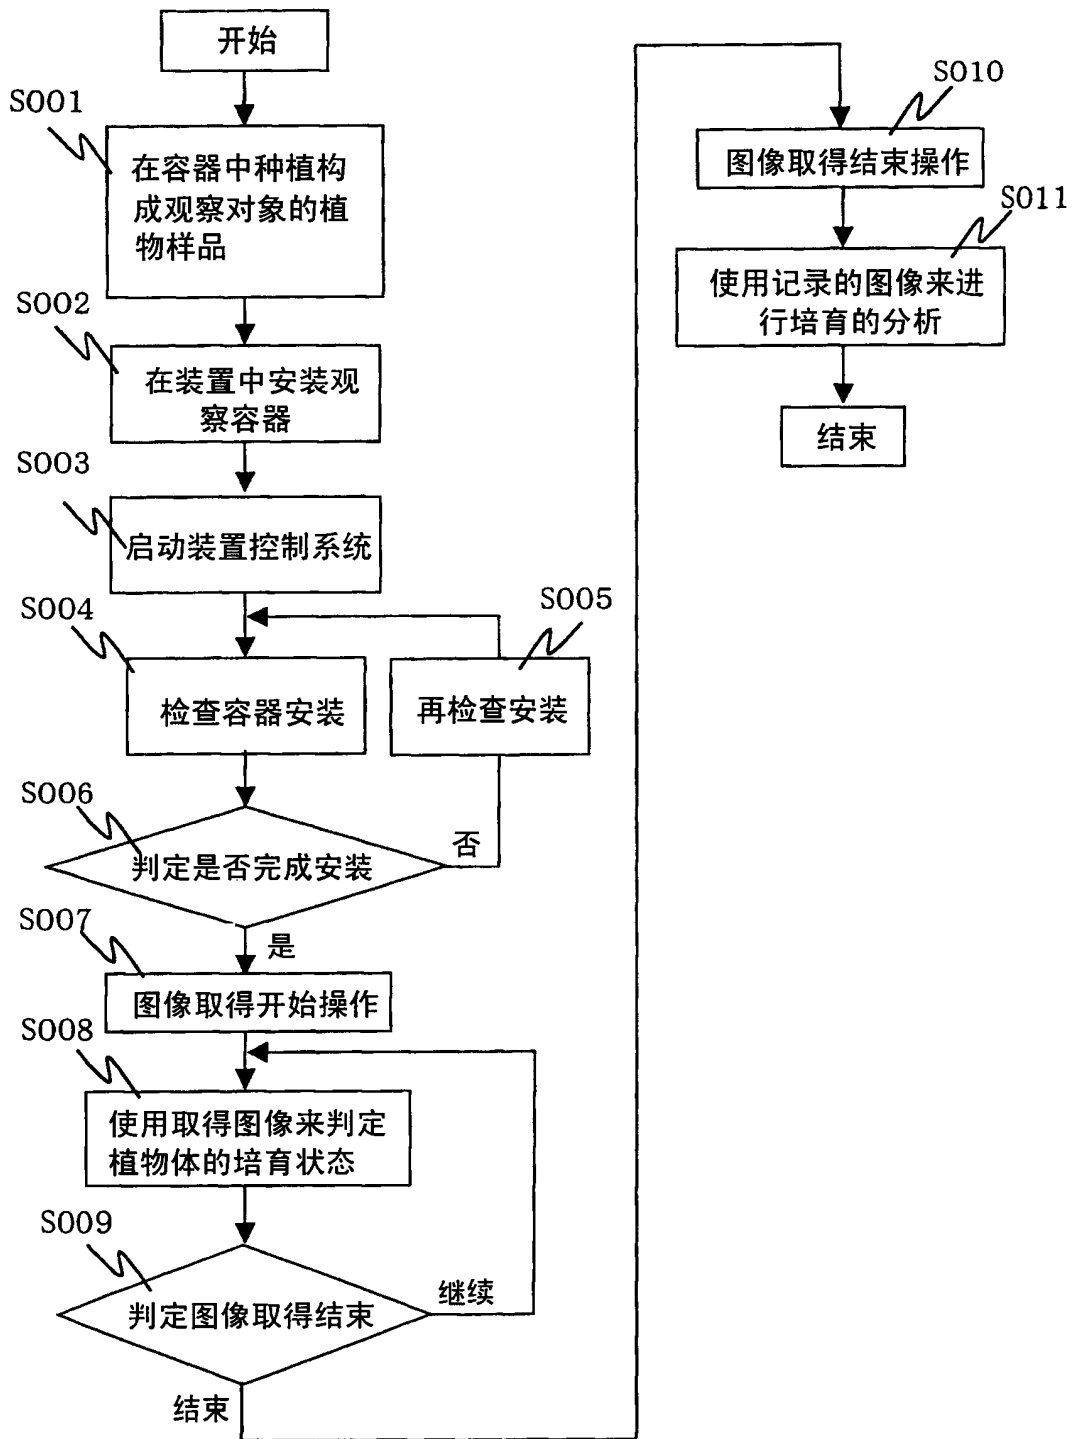 开始
S001
在容器中种植构
成观察对象的植
物样品
S002
在装置中安装观
察容器
S003
启动装置控制系统
S004
检查容器安装
S005
再检查安装
S006
判定是否完成安装
否
是
S007
图像取得开始操作
S008
使用取得图像来判定
植物体的培育状态
S009
判定图像取得结束
继续
结束
S010
图像取得结束操作
S011
使用记录的图像来进
行培育的分析
结束